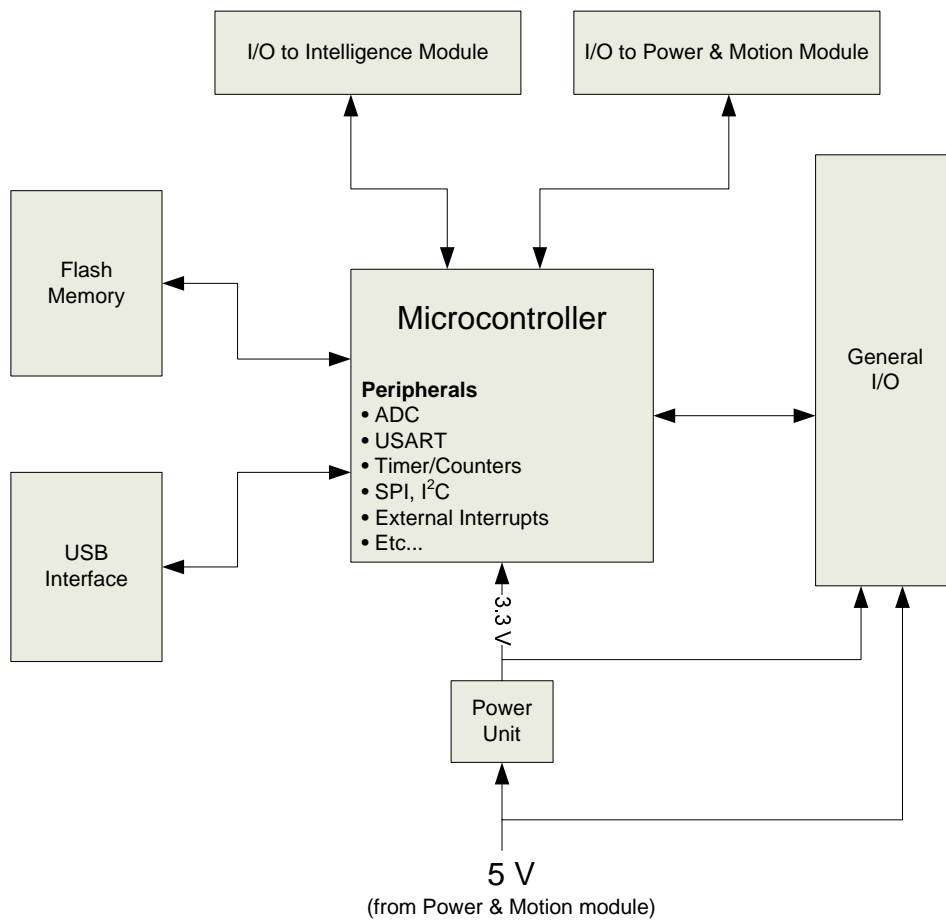 I/O to Intelligence Module
I/O to Power & Motion Module
Flash
Memory
Microcontroller
Peripherals
• ADC
• USART
• Timer/Counters
• SPI, I²C
• External Interrupts
• Etc...
General
I/O
USB
Interface
3.3 V
Power
Unit
5 V
(from Power & Motion module)